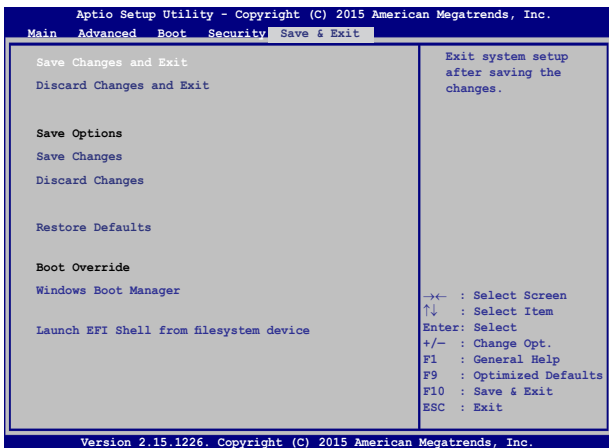 Aptio Setup Utility - Copyright (C) 2015 American Megatrends, Inc.
Main Advanced Boot Security Save & Exit
Save Changes and Exit
Discard Changes and Exit
Save Options
Save Changes
Discard Changes
Restore Defaults
Boot Override
Windows Boot Manager
Launch EFI Shell from filesystem device
Exit system setup
after saving the
changes.
→← : Select Screen
↑↓ : Select Item
Enter: Select
+/— : Change Opt.
F1 : General Help
F9 : Optimized Defaults
F10 : Save & Exit
ESC : Exit
Version 2.15.1226. Copyright (C) 2015 American Megatrends, Inc.